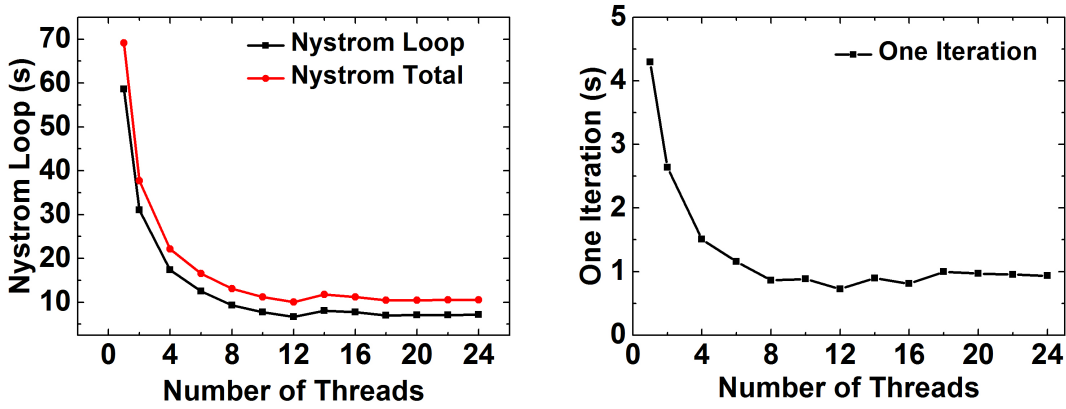 Nystrom Loop (s)
70
60
50
40
30
20
10
Nystrom Loop
Nystrom Total
0 4 8 12 16 20 24
Number of Threads
One Iteration (s)
5
4
3
2
1
0
One Iteration
0 4 8 12 16 20 24
Number of Threads